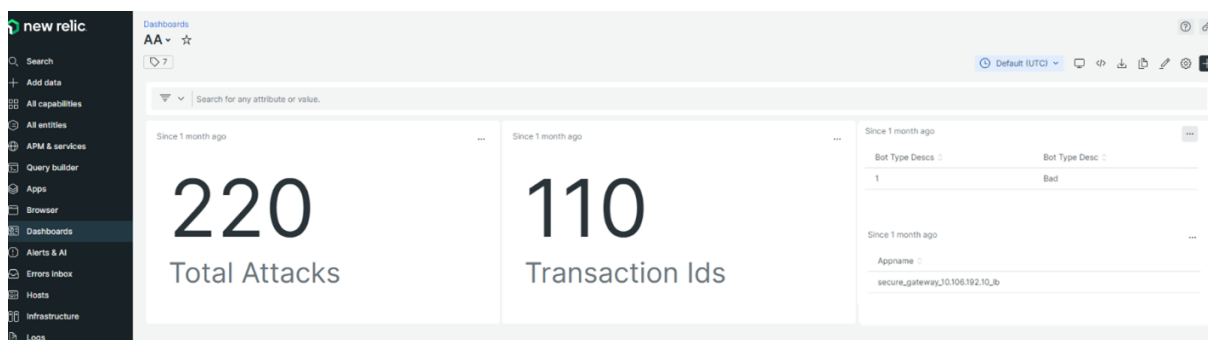 new relic
Search
Add data
All capabilities
All entities
APM & services
Query builder
Apps
Browser
Dashboards
Alerts & AI
Errors inbox
Hosts
Infrastructure
Logs
Dashboards
AA
7
Default (UTC)
Search for any attribute or value.
Since 1 month ago
220
Total Attacks
Since 1 month ago
110
Transaction Ids
Since 1 month ago
Bot Type Descs Bot Type Desc
1 Bad
Since 1 month ago
Appname
secure_gateway_10.106.192.10_lb